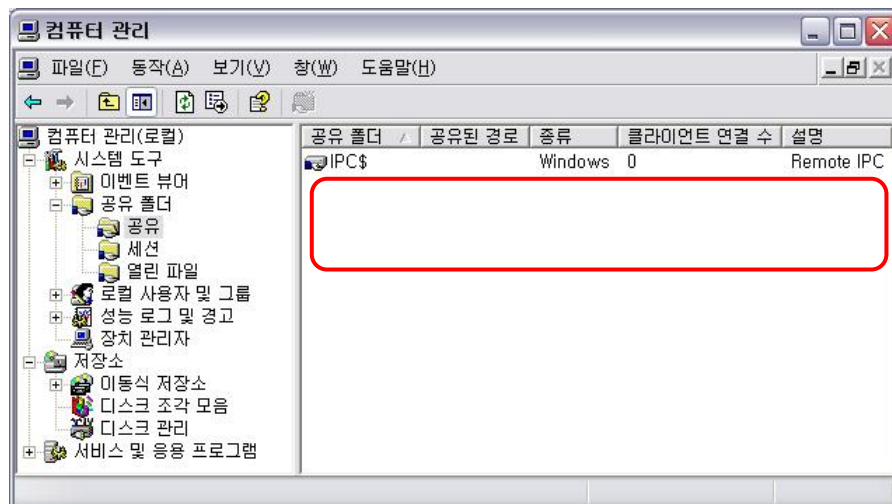 컴퓨터 관리
파일(F) 동작(A) 보기(V) 창(W) 도움말(H)
컴퓨터 관리(로컬)
시스템 도구
이벤트 뷰어
공유 폴더
공유
세션
열린 파일
로컬 사용자 및 그룹
성능 로그 및 경고
장치 관리자
저장소
이동식 저장소
디스크 조각 모음
디스크 관리
서비스 및 응용 프로그램
공유 폴더 공유된 경로 종류 클라이언트 연결 수 설명
IPC$ Windows 0 Remote IPC